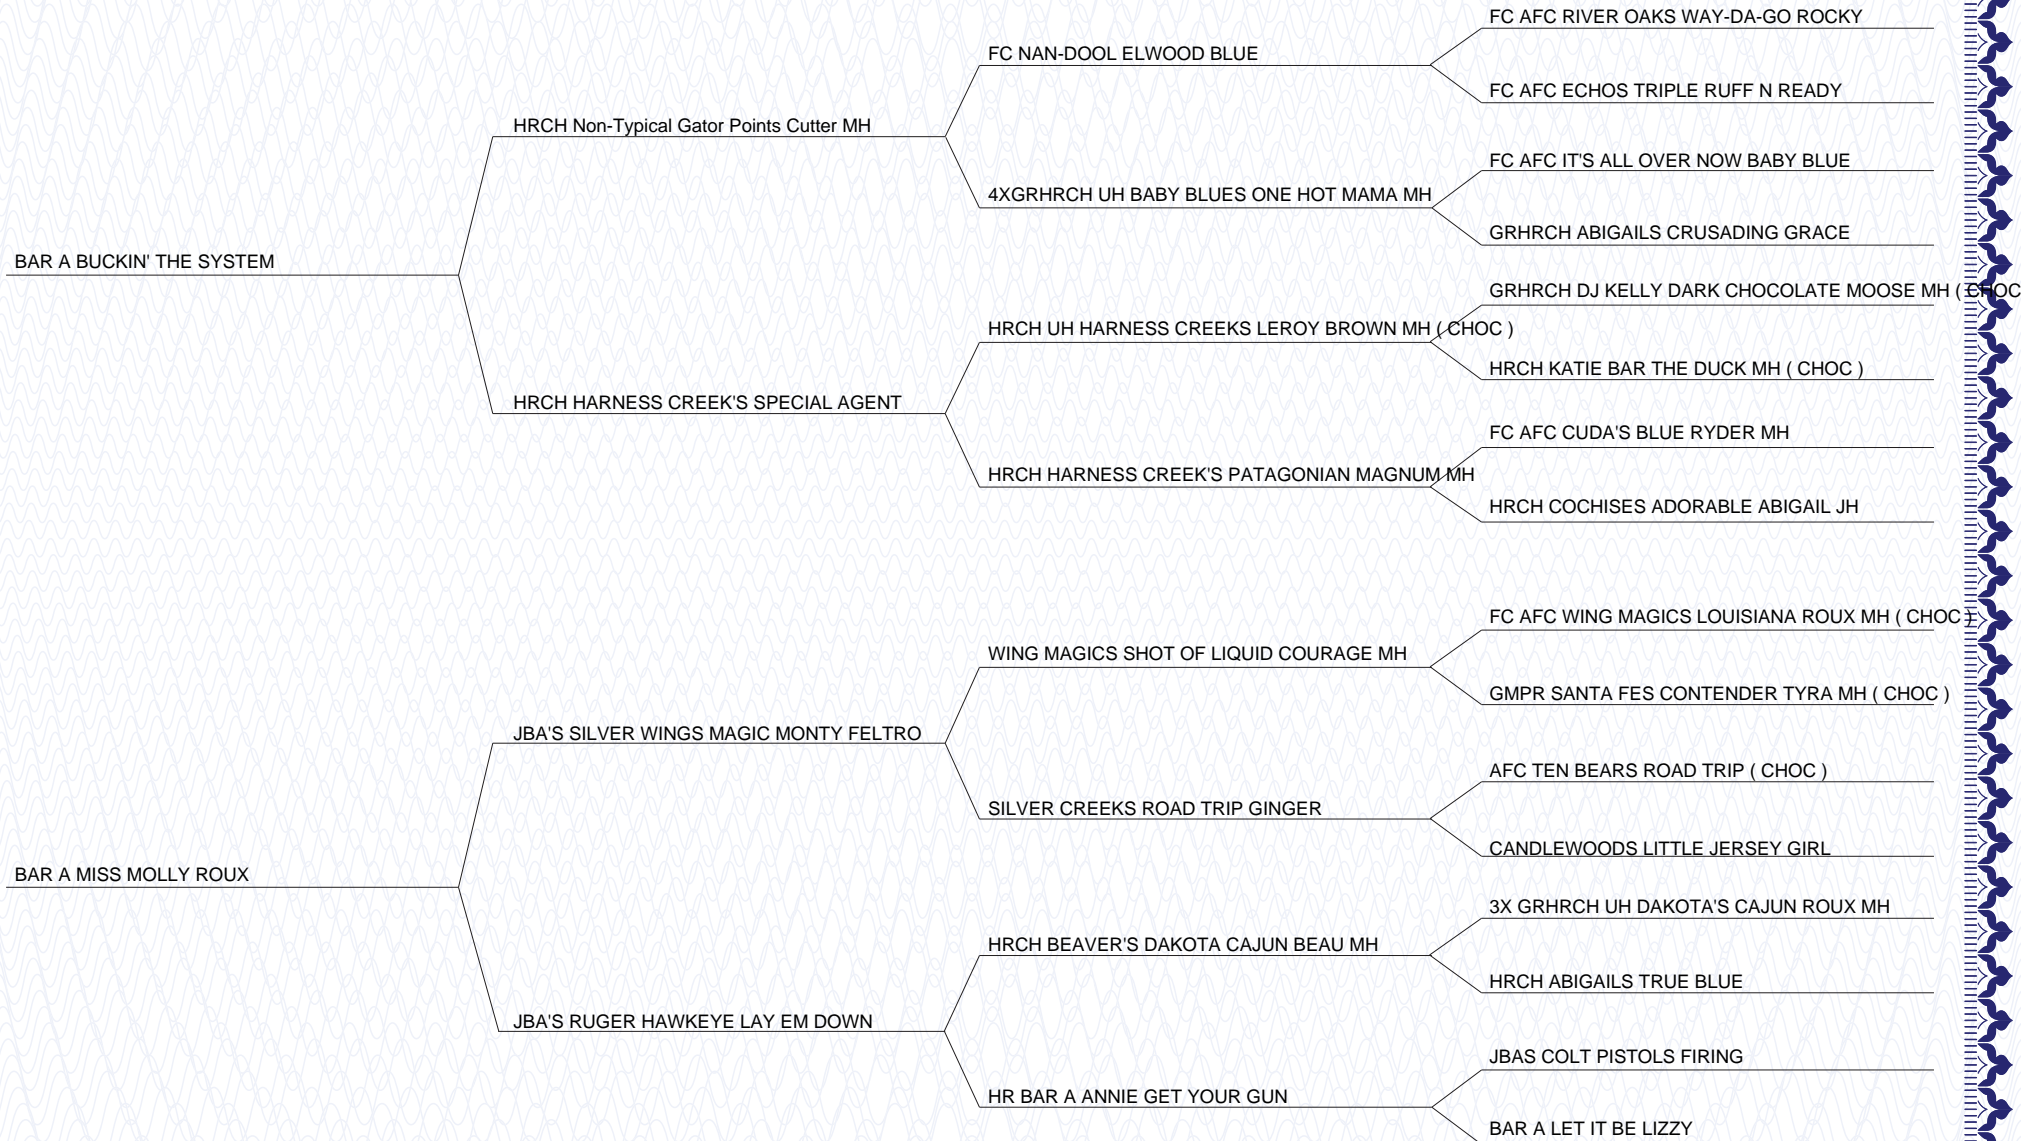 FC AFC RIVER OAKS WAY-DA-GO ROCKY
FC NAN-DOOL ELWOOD BLUE
FC AFC ECHOS TRIPLE RUFF N READY
HRCH Non-Typical Gator Points Cutter MH
FC AFC IT'S ALL OVER NOW BABY BLUE
4XGRHRCH UH BABY BLUES ONE HOT MAMA MH
GRHRCH ABIGAILS CRUSADING GRACE
BAR A BUCKIN' THE SYSTEM
GRHRCH DJ KELLY DARK CHOCOLATE MOOSE MH ( CHOC
HRCH UH HARNESS CREEKS LEROY BROWN MH ( CHOC )
HRCH KATIE BAR THE DUCK MH ( CHOC )
HRCH HARNESS CREEK'S SPECIAL AGENT
FC AFC CUDA'S BLUE RYDER MH
HRCH HARNESS CREEK'S PATAGONIAN MAGNUM MH
HRCH COCHISES ADORABLE ABIGAIL JH
FC AFC WING MAGICS LOUISIANA ROUX MH ( CHOC )
WING MAGICS SHOT OF LIQUID COURAGE MH
GMPR SANTA FES CONTENDER TYRA MH ( CHOC )
JBA'S SILVER WINGS MAGIC MONTY FELTRO
AFC TEN BEARS ROAD TRIP ( CHOC )
SILVER CREEKS ROAD TRIP GINGER
CANDLEWOODS LITTLE JERSEY GIRL
BAR A MISS MOLLY ROUX
3X GRHRCH UH DAKOTA'S CAJUN ROUX MH
HRCH BEAVER'S DAKOTA CAJUN BEAU MH
HRCH ABIGAILS TRUE BLUE
JBA'S RUGER HAWKEYE LAY EM DOWN
JBAS COLT PISTOLS FIRING
HR BAR A ANNIE GET YOUR GUN
BAR A LET IT BE LIZZY